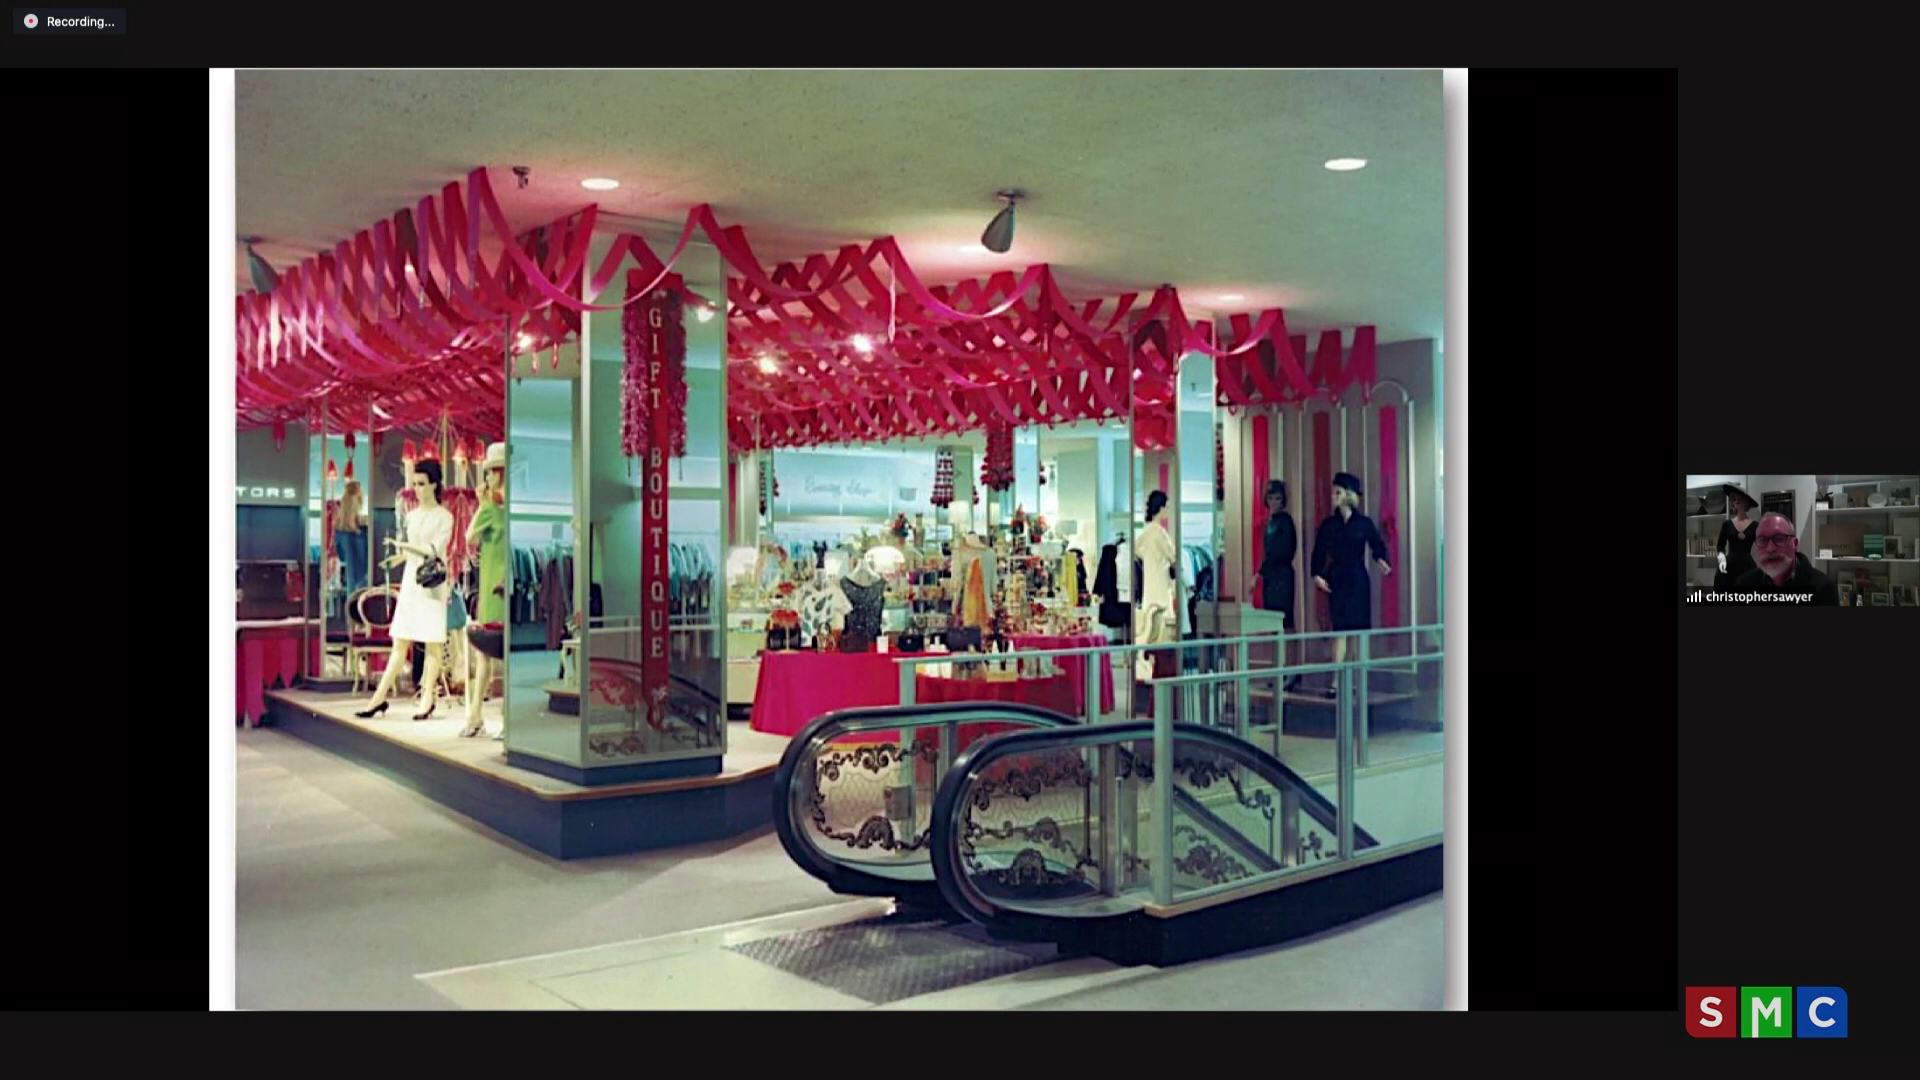 Recording...
TORS
GIFT BOUTIQUE
christophersawyer
SMC